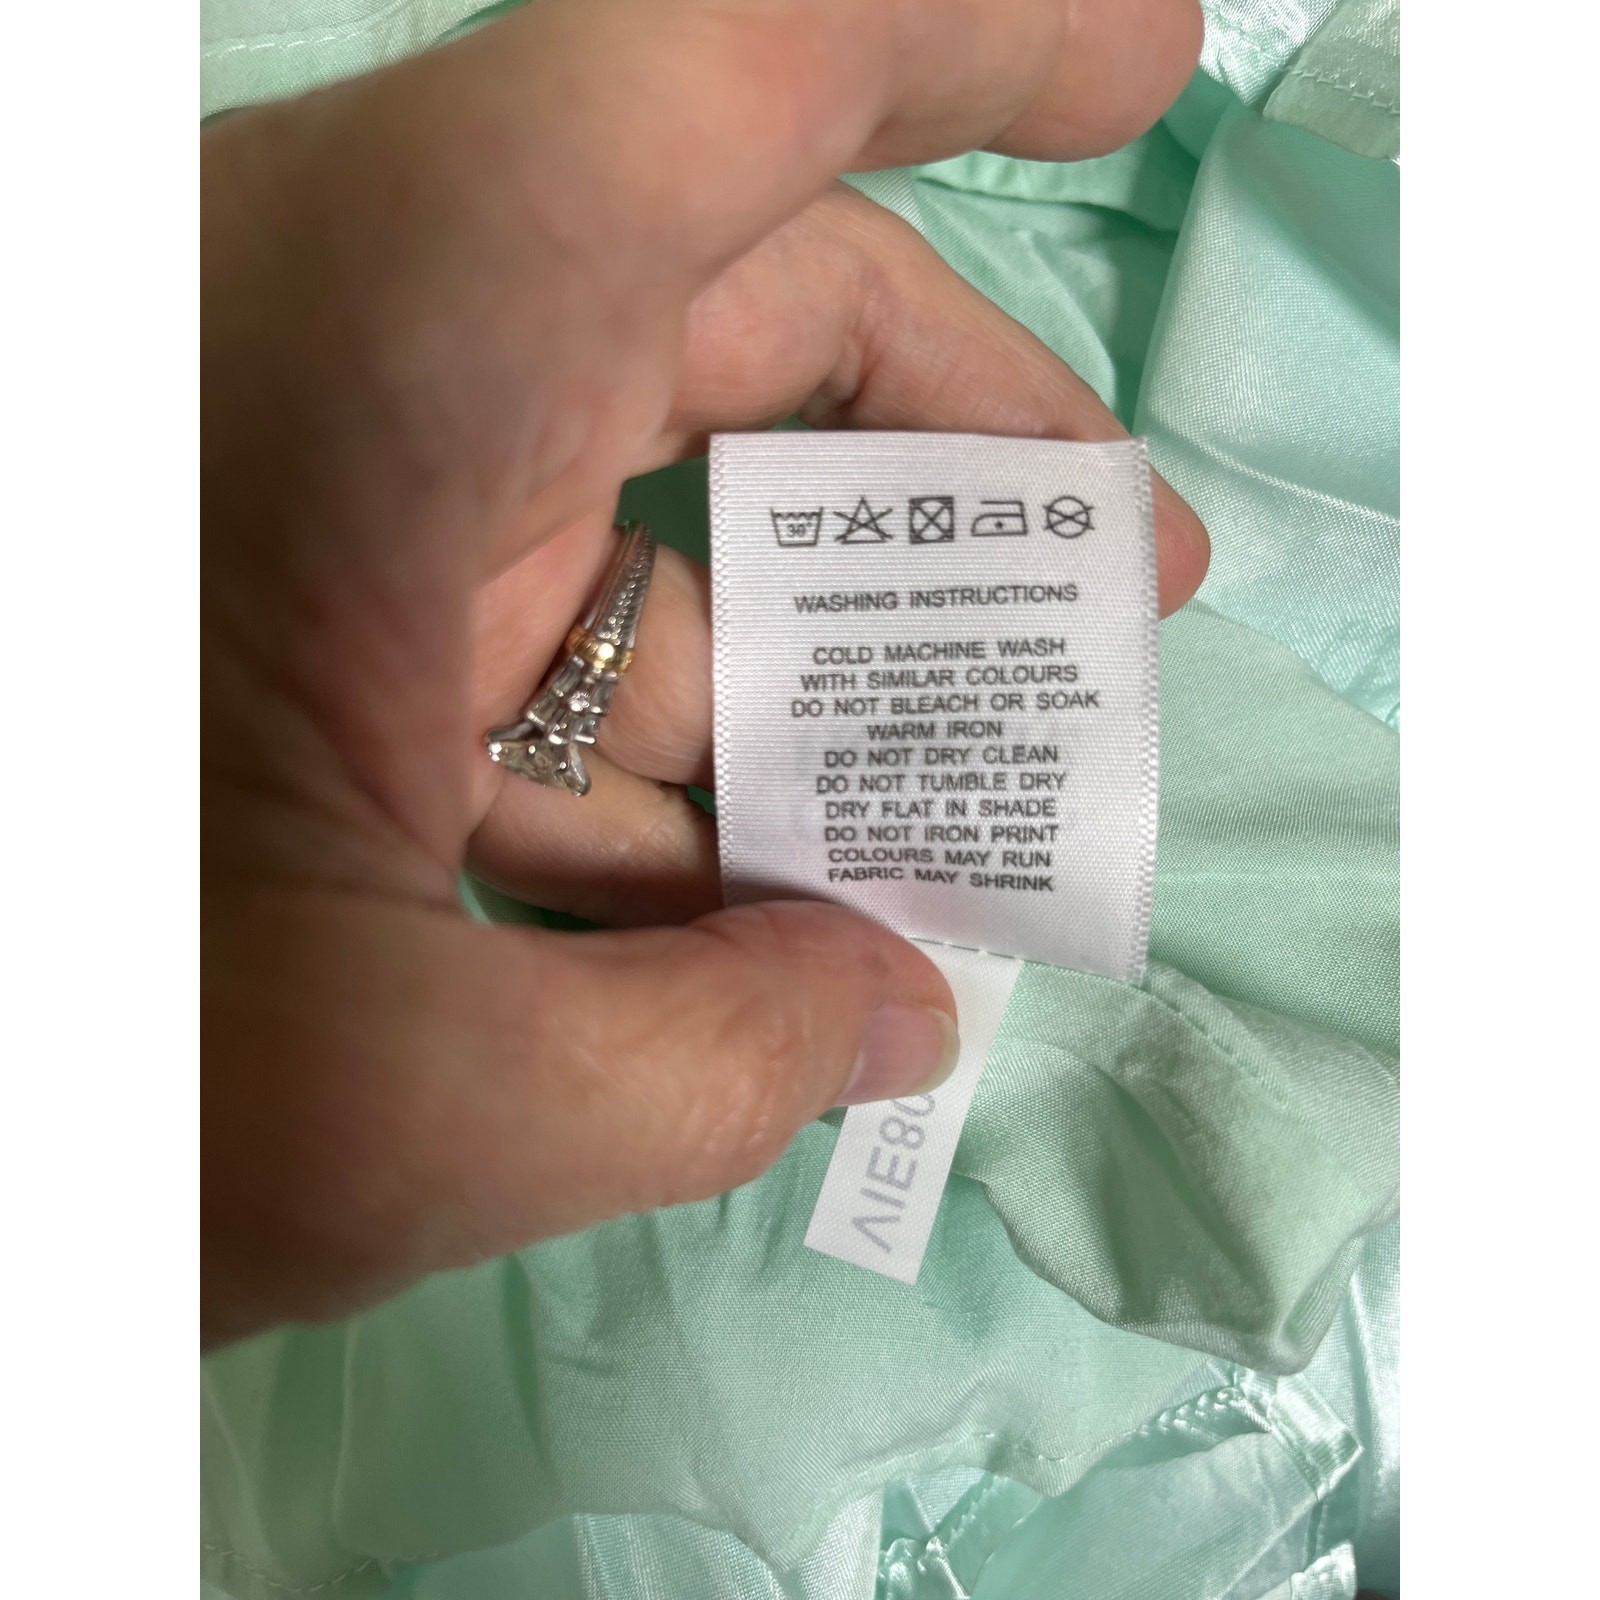 30°
WASHING INSTRUCTIONS
COLD MACHINE WASH
WITH SIMILAR COLOURS
DO NOT BLEACH OR SOAK
WARM IRON
DO NOT DRY CLEAN
DO NOT TUMBLE DRY
DRY FLAT IN SHADE
DO NOT IRON PRINT
COLOURS MAY RUN
FABRIC MAY SHRINK